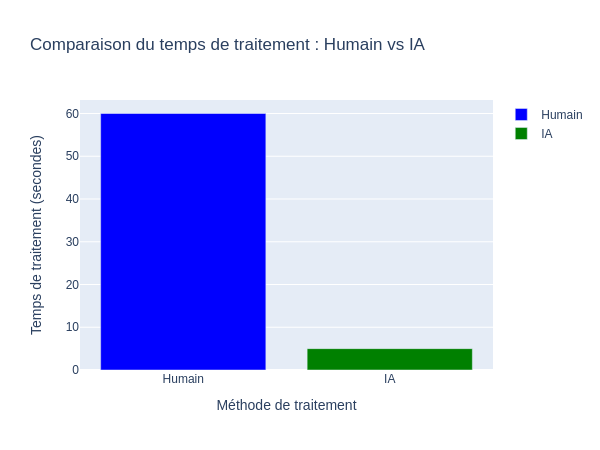 Comparaison du temps de traitement : Humain vs IA
Humain
IA
60
50
40
30
20
10
0
Temps de traitement (secondes)
Humain
IA
Méthode de traitement